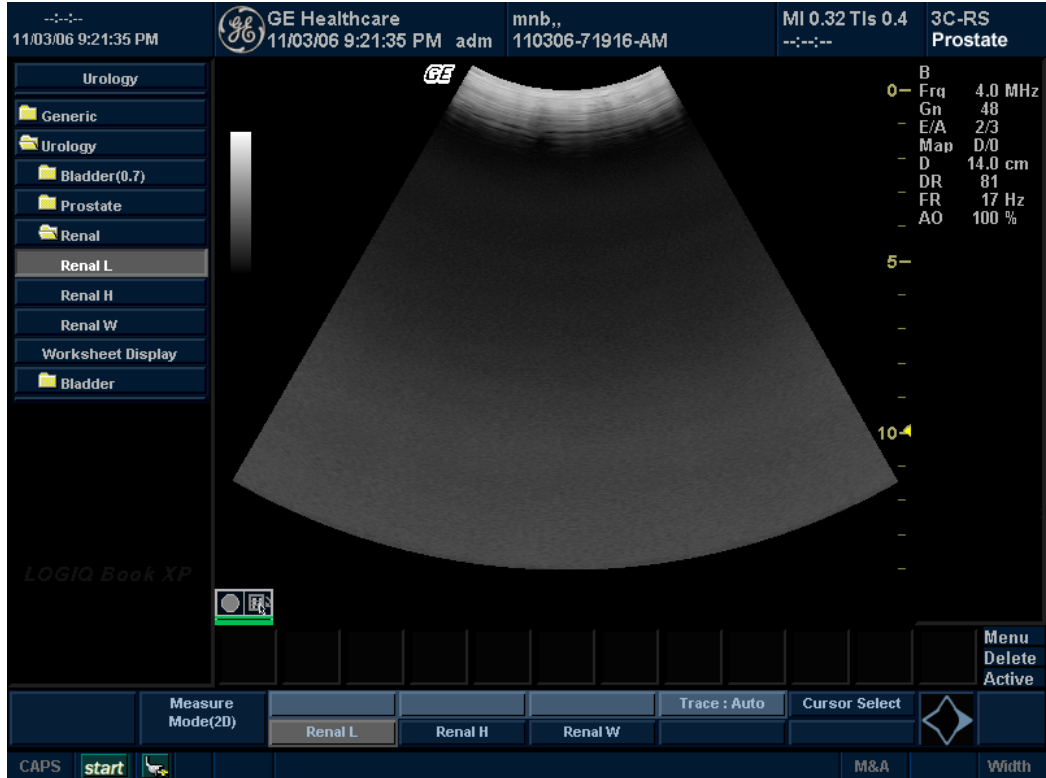 --:--:--
11/03/06 9:21:35 PM
GE Healthcare
11/03/06 9:21:35 PM adm
mnb,,
110306-71916-AM
MI 0.32 TIs 0.4
--:--:--
3C-RS
Prostate
Urology
Generic
Urology
Bladder(0.7)
Prostate
Renal
Renal L
Renal H
Renal W
Worksheet Display
Bladder
LOGIQ Book XP
GE
0
5
10
B
Frq 4.0 MHz
Gn 48
E/A 2/3
Map D/0
D 14.0 cm
DR 81
FR 17 Hz
AO 100 %
Menu
Delete
Active
Measure
Mode(2D)
Trace : Auto
Cursor Select
Renal L
Renal H
Renal W
CAPS
start
M&A
Width